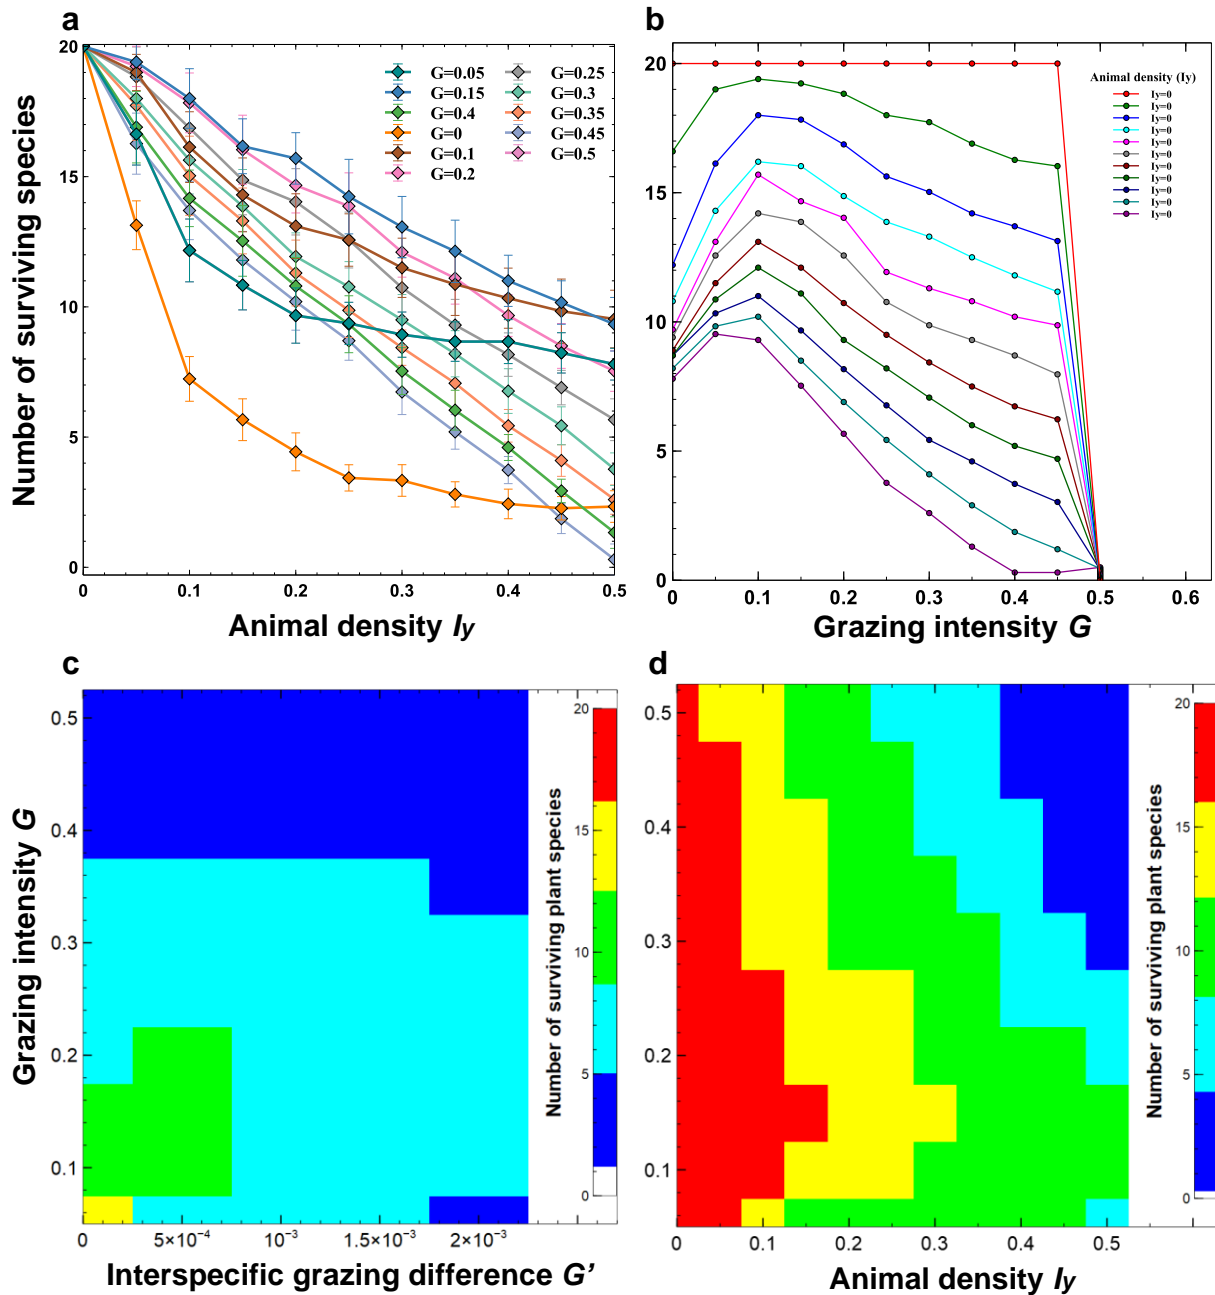 a
Number of surviving species
20
15
10
5
0
G=0.05
G=0.15
G=0.4
G=0
G=0.1
G=0.2
G=0.25
G=0.3
G=0.35
G=0.45
G=0.5
0 0.1 0.2 0.3 0.4 0.5
Animal density Iy
b
20
15
10
5
0
Animal density (Iy)
Iy=0
Iy=0
Iy=0
Iy=0
Iy=0
Iy=0
Iy=0
Iy=0
Iy=0
Iy=0
Iy=0
0 0.1 0.2 0.3 0.4 0.5 0.6
Grazing intensity G
c
Grazing intensity G
0.5
0.4
0.3
0.2
0.1
0 5×10⁻⁴ 10⁻³ 1.5×10⁻³ 2×10⁻³
Interspecific grazing difference G’
Number of surviving plant species
20
15
10
5
0
d
0.5
0.4
0.3
0.2
0.1
0 0.1 0.2 0.3 0.4 0.5
Animal density Iy
Number of surviving plant species
20
15
10
5
0